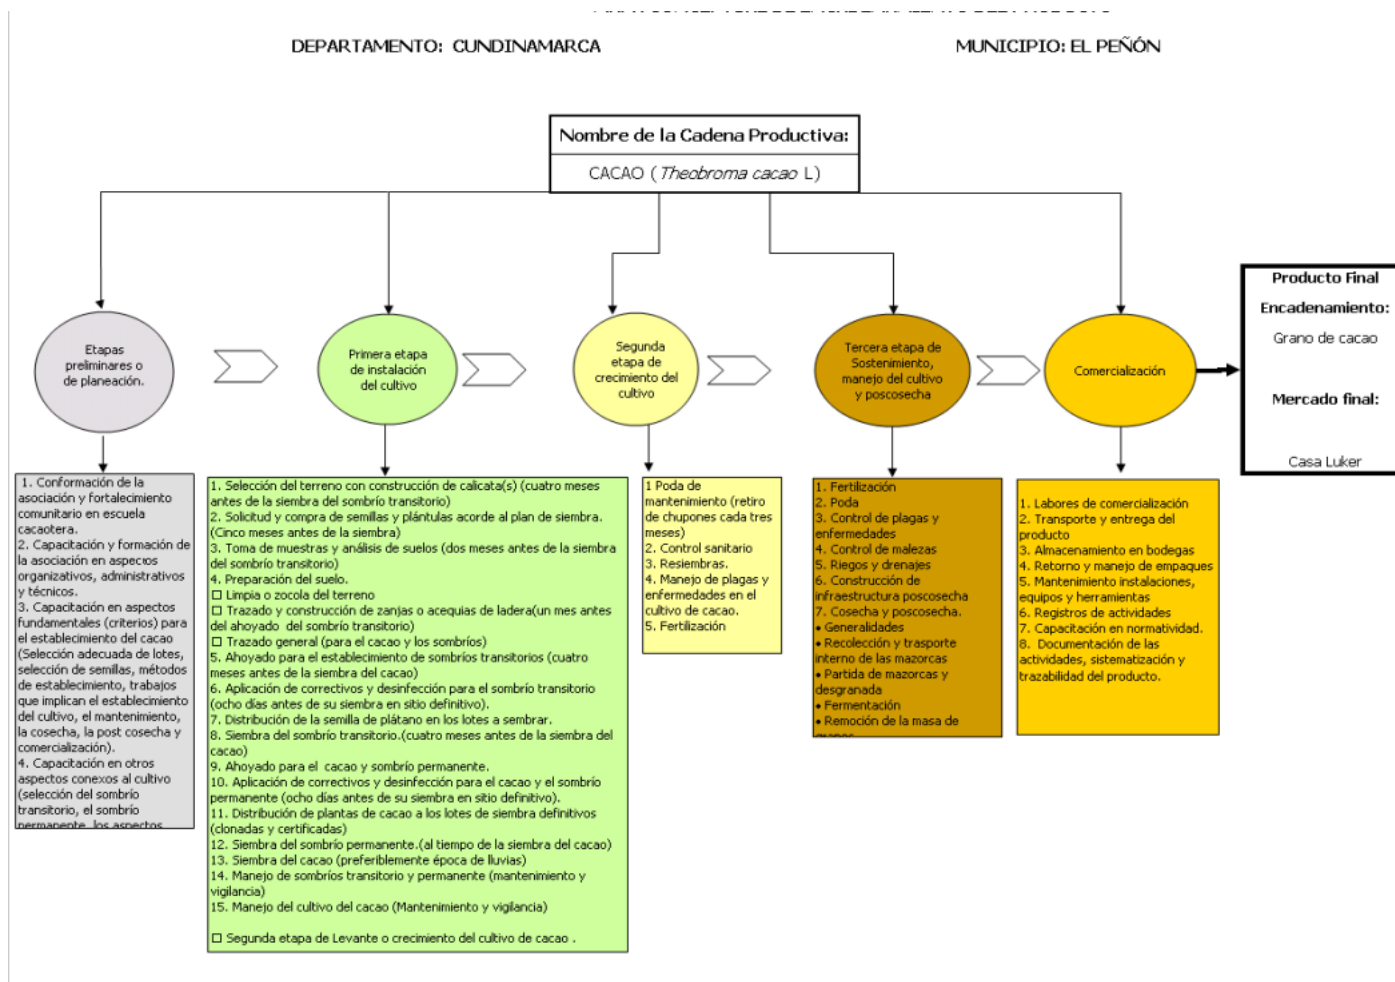 DEPARTAMENTO: CUNDINAMARCA
MUNICIPIO: EL PEÑÓN
Nombre de la Cadena Productiva:
CACAO ( Theobroma cacao L)
Etapas
preliminares o
de planeación.
Primera etapa
de instalación
del cultivo
Segunda
etapa de
crecimiento del
cultivo
Tercera etapa de
Sostenimiento,
manejo del cultivo
y poscosecha
Comercialización
Producto Final
Encadenamiento:
Grano de cacao
Mercado final:
Casa Luker
1. Conformación de la
asociación y fortalecimiento
comunitario en escuela
cacaotera.
2. Capacitación y formación de
la asociación en aspectos
organizativos, administrativos
y técnicos.
3. Capacitación en aspectos
fundamentales (criterios) para
el establecimiento del cacao
(Selección adecuada de lotes,
selección de semillas, métodos
de establecimiento, trabajos
que implican el establecimiento
del cultivo, el mantenimiento,
la cosecha, la post cosecha y
comercialización).
4. Capacitación en otros
aspectos conexos al cultivo
(selección del sombrío
transitorio, el sombrío
permanente, los aspectos
1. Selección del terreno con construcción de calicata(s) (cuatro meses
antes de la siembra del sombrío transitorio)
2. Solicitud y compra de semillas y plántulas acorde al plan de siembra.
(Cinco meses antes de la siembra)
3. Toma de muestras y análisis de suelos (dos meses antes de la siembra
del sombrío transitorio)
4. Preparación del suelo.
☐ Limpia o zocola del terreno
☐ Trazado y construcción de zanjas o acequias de ladera(un mes antes
del ahoyado del sombrío transitorio)
☐ Trazado general (para el cacao y los sombríos)
5. Ahoyado para el establecimiento de sombríos transitorios (cuatro
meses antes de la siembra del cacao)
6. Aplicación de correctivos y desinfección para el sombrío transitorio
(ocho días antes de su siembra en sitio definitivo).
7. Distribución de la semilla de plátano en los lotes a sembrar.
8. Siembra del sombrío transitorio.(cuatro meses antes de la siembra del
cacao)
9. Ahoyado para el cacao y sombrío permanente.
10. Aplicación de correctivos y desinfección para el cacao y el sombrío
permanente (ocho días antes de su siembra en sitio definitivo).
11. Distribución de plantas de cacao a los lotes de siembra definitivos
(clonadas y certificadas)
12. Siembra del sombrío permanente.(al tiempo de la siembra del cacao)
13. Siembra del cacao (preferiblemente época de lluvias)
14. Manejo de sombríos transitorio y permanente (mantenimiento y
vigilancia)
15. Manejo del cultivo del cacao (Mantenimiento y vigilancia)
☐ Segunda etapa de Levante o crecimiento del cultivo de cacao .
1 Poda de
mantenimiento (retiro
de chupones cada tres
meses)
2. Control sanitario
3. Resiembras.
4. Manejo de plagas y
enfermedades en el
cultivo de cacao.
5. Fertilización
1. Fertilización
2. Poda
3. Control de plagas y
enfermedades
4. Control de malezas
5. Riegos y drenajes
6. Construcción de
infraestructura poscosecha
7. Cosecha y poscosecha.
• Generalidades
• Recolección y trasporte
interno de las mazorcas
• Partida de mazorcas y
desgranada
• Fermentación
• Remoción de la masa de
1. Labores de comercialización
2. Transporte y entrega del
producto
3. Almacenamiento en bodegas
4. Retorno y manejo de empaques
5. Mantenimiento instalaciones,
equipos y herramientas
6. Registros de actividades
7. Capacitación en normatividad.
8. Documentación de las
actividades, sistematización y
trazabilidad del producto.